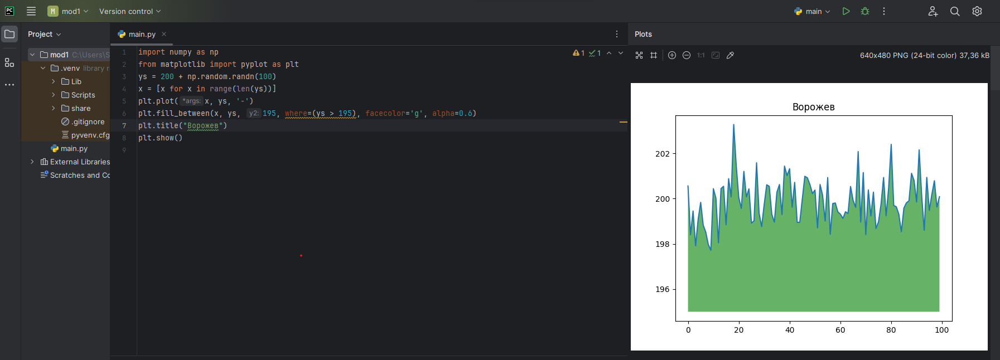 PC
M mod1 Version control
main
Project
main.py
Plots
mod1 C:\Users\S
.venv library r
Lib
Scripts
share
.gitignore
pyvenv.cfg
main.py
External Libraries
Scratches and Co
1 import numpy as np
2 from matplotlib import pyplot as plt
3 ys = 200 + np.random.randn(100)
4 x = [x for x in range(len(ys))]
5 plt.plot( *args: x, ys, '-')
6 plt.fill_between(x, ys, y2: 195, where=(ys > 195), facecolor='g', alpha=0.6)
7 plt.title("Ворожев")
8 plt.show()
9
1 1
1:1
640x480 PNG (24-bit color) 37,36 kB
Ворожев
202
200
198
196
0 20 40 60 80 100